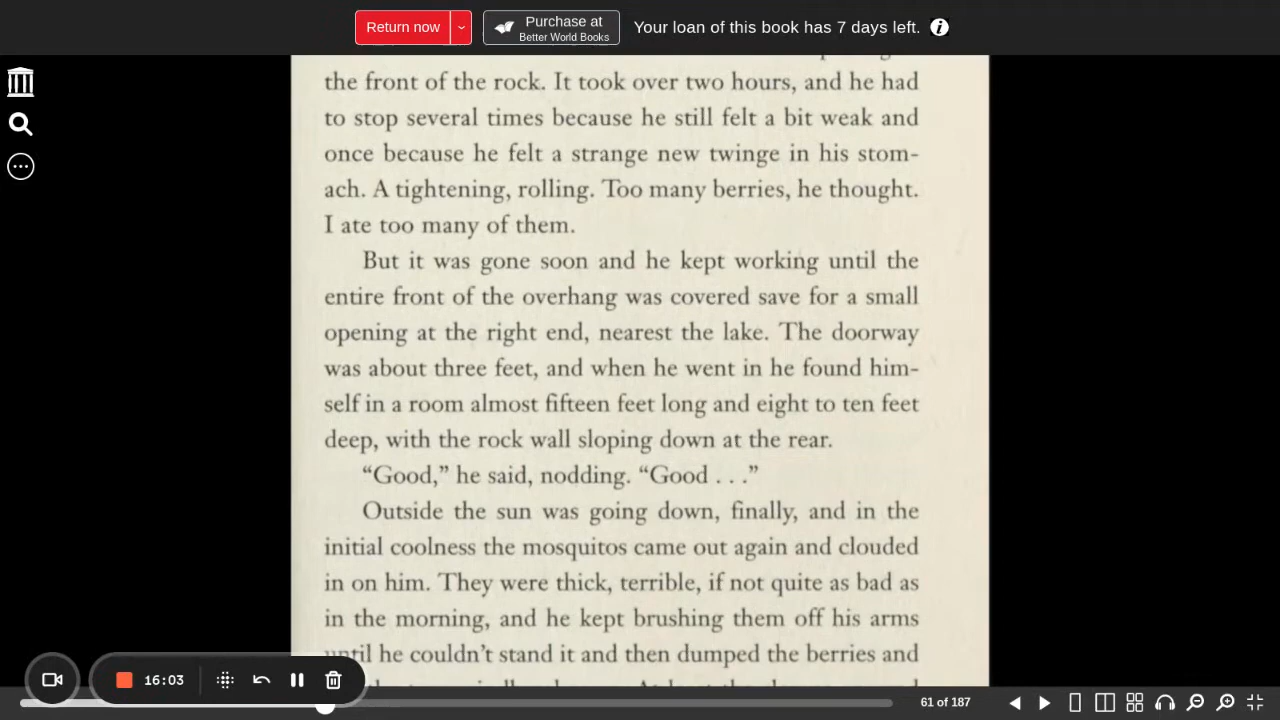 Return now
Purchase at
Better World Books
Your loan of this book has 7 days left.
the front of the rock. It took over two hours, and he had
to stop several times because he still felt a bit weak and
once because he felt a strange new twinge in his stom-
ach. A tightening, rolling. Too many berries, he thought.
I ate too many of them.
But it was gone soon and he kept working until the
entire front of the overhang was covered save for a small
opening at the right end, nearest the lake. The doorway
was about three feet, and when he went in he found him-
self in a room almost fifteen feet long and eight to ten feet
deep, with the rock wall sloping down at the rear.
“Good,” he said, nodding. “Good . . .”
Outside the sun was going down, finally, and in the
initial coolness the mosquitos came out again and clouded
in on him. They were thick, terrible, if not quite as bad as
in the morning, and he kept brushing them off his arms
until he couldn’t stand it and then dumped the berries and
16:03
61 of 187